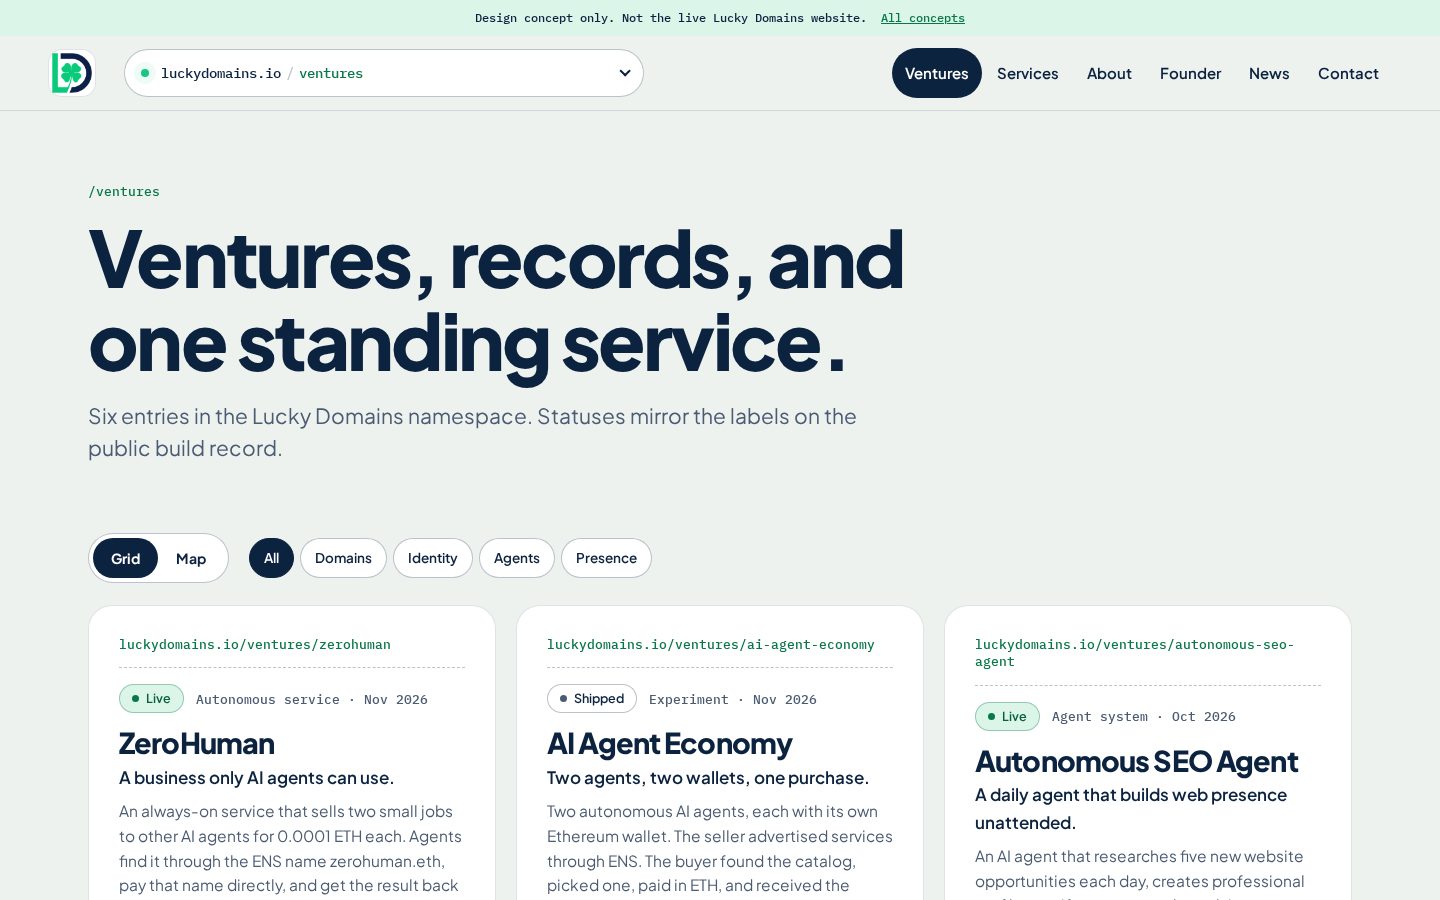 Design concept only. Not the live Lucky Domains website. All concepts
LD
luckydomains.io / ventures
Ventures Services About Founder News Contact
/ventures
Ventures, records, and
one standing service.
Six entries in the Lucky Domains namespace. Statuses mirror the labels on the
public build record.
Grid Map All Domains Identity Agents Presence
luckydomains.io/ventures/zerohuman
Live Autonomous service · Nov 2026
ZeroHuman
A business only AI agents can use.
An always-on service that sells two small jobs
to other AI agents for 0.0001 ETH each. Agents
find it through the ENS name zerohuman.eth,
pay that name directly, and get the result back
luckydomains.io/ventures/ai-agent-economy
Shipped Experiment · Nov 2026
AI Agent Economy
Two agents, two wallets, one purchase.
Two autonomous AI agents, each with its own
Ethereum wallet. The seller advertised services
through ENS. The buyer found the catalog,
picked one, paid in ETH, and received the
luckydomains.io/ventures/autonomous-seo-
agent
Live Agent system · Oct 2026
Autonomous SEO Agent
A daily agent that builds web presence
unattended.
An AI agent that researches five new website
opportunities each day, creates professional